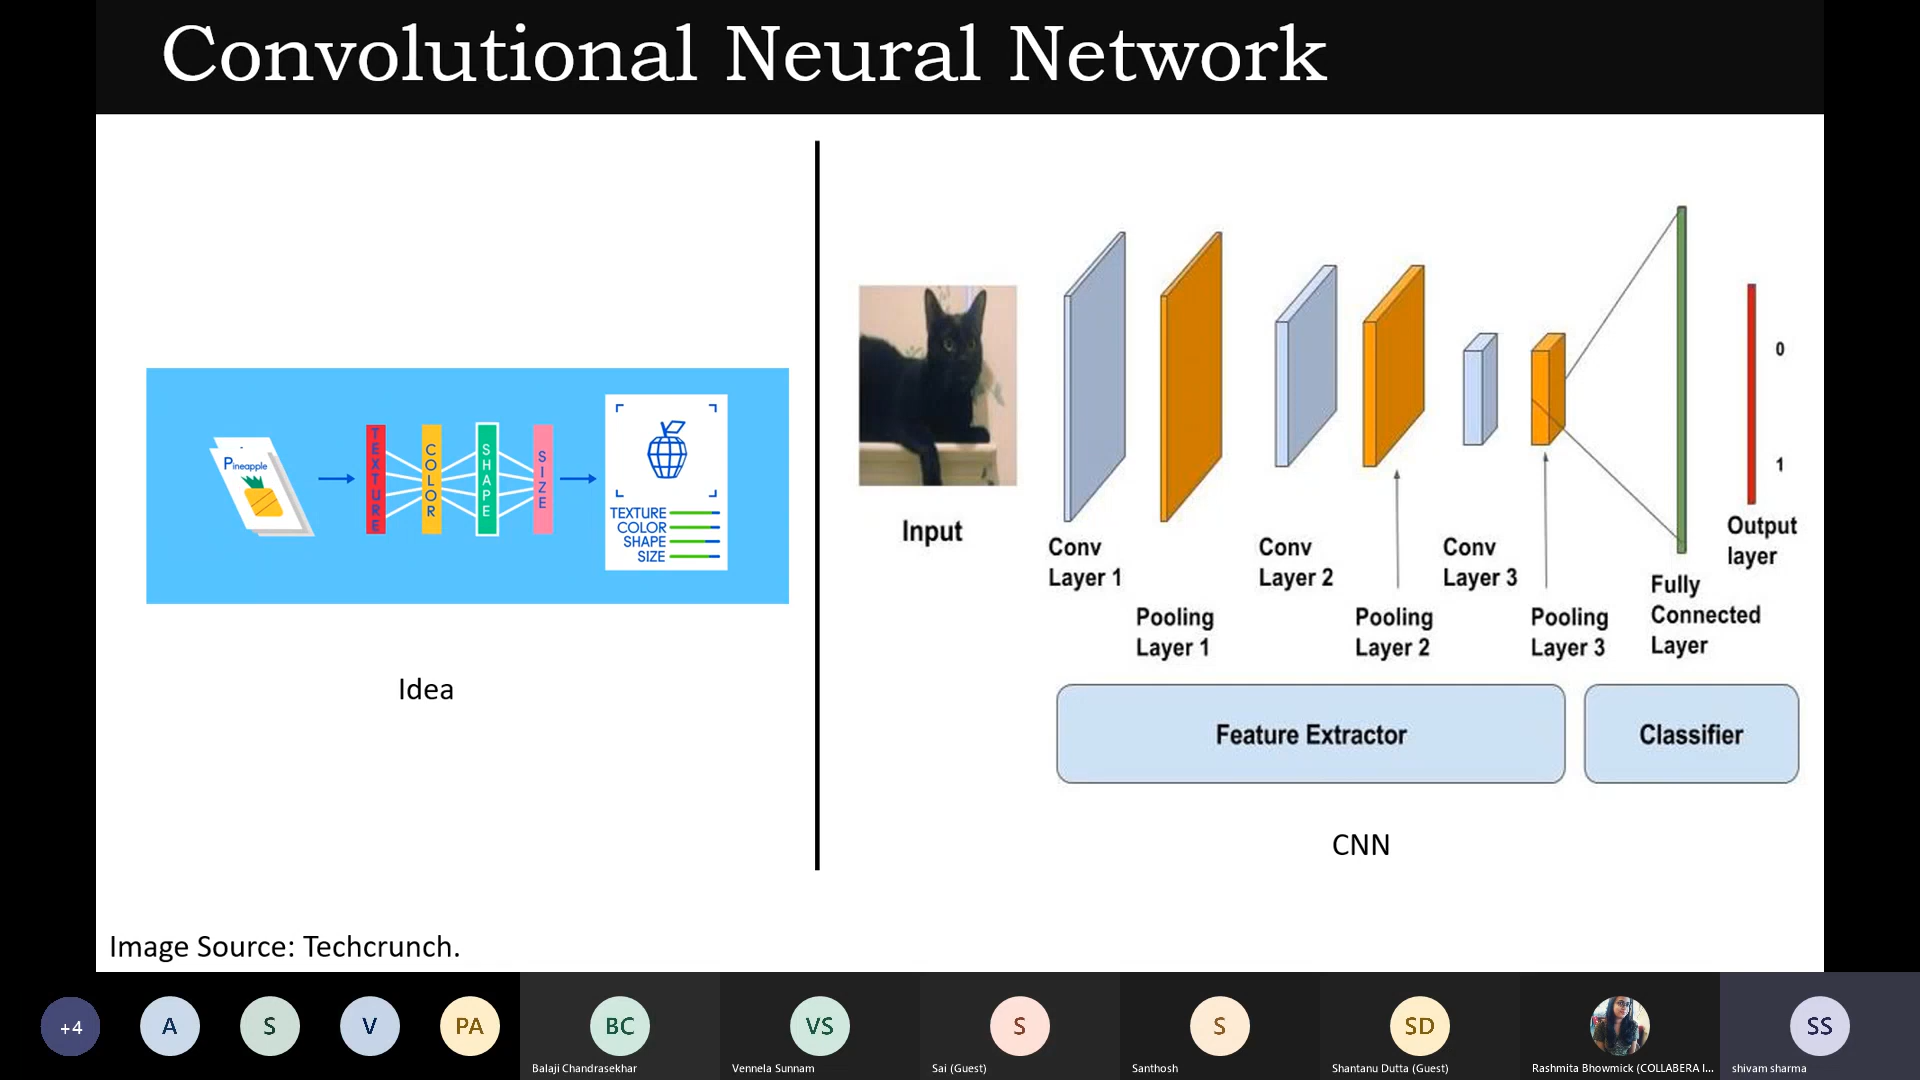 Convolutional Neural Network
Pineapple
TEXTURE
COLOR
SHAPE
SIZE
TEXTURE
COLOR
SHAPE
SIZE
Idea
Input
Conv
Layer 1
Pooling
Layer 1
Conv
Layer 2
Pooling
Layer 2
Conv
Layer 3
Pooling
Layer 3
Fully
Connected
Layer
0
1
Output
layer
Feature Extractor
Classifier
CNN
Image Source: Techcrunch.
+4
A
S
V
PA
BC
Balaji Chandrasekhar
VS
Vennela Sunnam
S
Sai (Guest)
S
Santhosh
SD
Shantanu Dutta (Guest)
Rashmita Bhowmick (COLLABERA I...
SS
shivam sharma